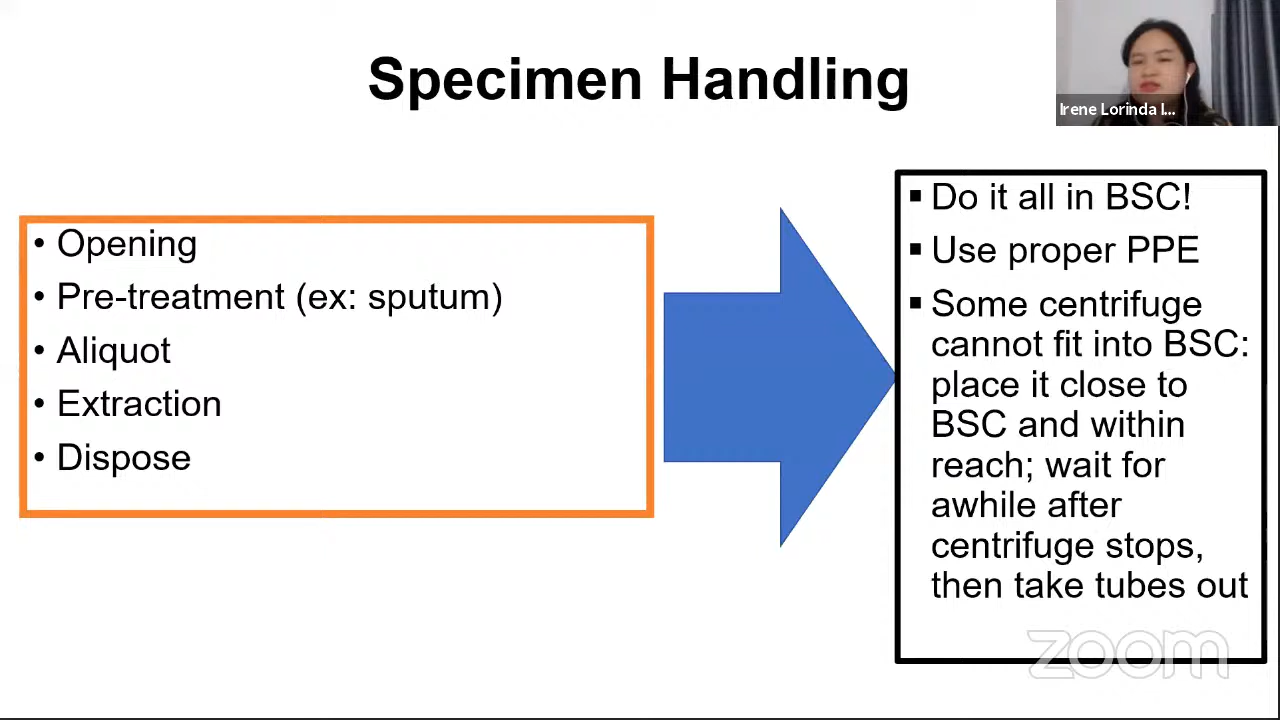 Specimen Handling
Irene Lorinda I...
• Opening
• Pre-treatment (ex: sputum)
• Aliquot
• Extraction
• Dispose
▪ Do it all in BSC!
▪ Use proper PPE
▪ Some centrifuge
cannot fit into BSC:
place it close to
BSC and within
reach; wait for
awhile after
centrifuge stops,
then take tubes out
zoom